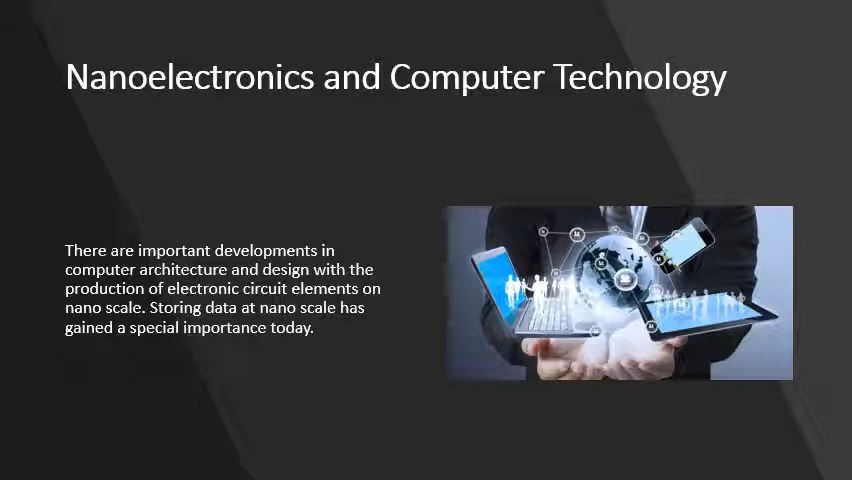 Nanoelectronics and Computer Technology
There are important developments in
computer architecture and design with the
production of electronic circuit elements on
nano scale. Storing data at nano scale has
gained a special importance today.